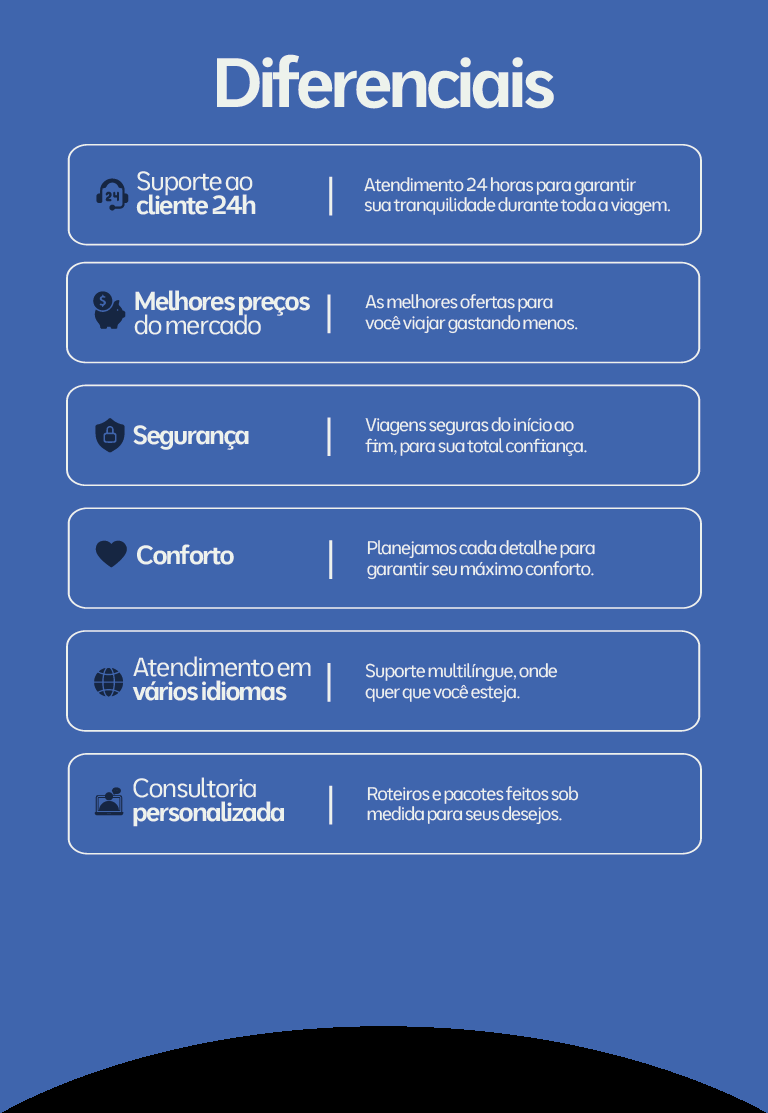 Diferenciais
24
Suporte ao
cliente 24h
Atendimento 24 horas para garantir
sua tranquilidade durante toda a viagem.
$
Melhores preços
do mercado
As melhores ofertas para
você viajar gastando menos.
Segurança
Viagens seguras do início ao
fim, para sua total confiança.
Conforto
Planejamos cada detalhe para
garantir seu máximo conforto.
Atendimento em
vários idiomas
Suporte multilíngue, onde
quer que você esteja.
Consultoria
personalizada
Roteiros e pacotes feitos sob
medida para seus desejos.